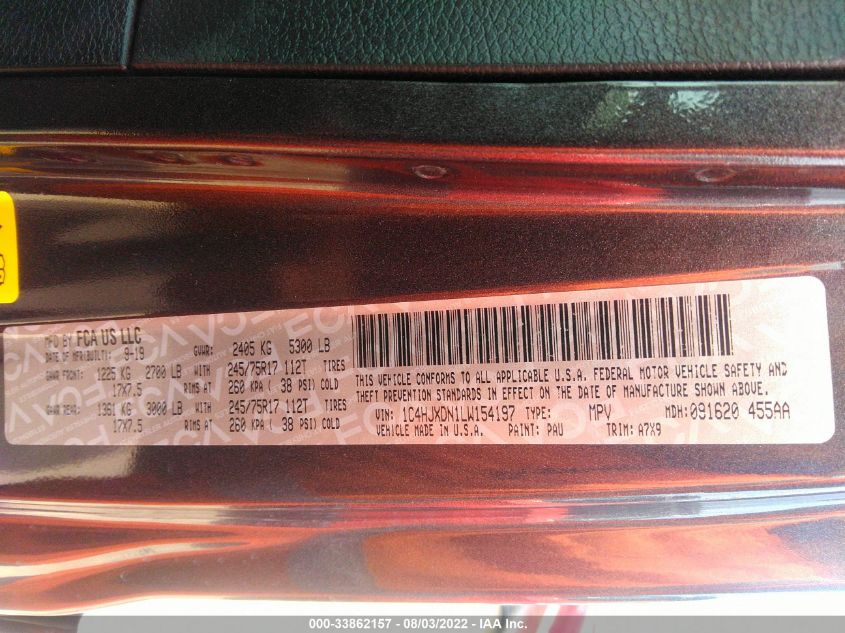 MFD BY FCA US LLC
DATE OF MFR(BUILT): 9-19 GVWR: 2405 KG 5300 LB
GAWR FRONT: 1225 KG 2700 LB WITH 245/75R17 112T TIRES
17X7.5 RIMS AT 260 KPA ( 38 PSI) COLD
GAWR REAR: 1361 KG 3000 LB WITH 245/75R17 112T TIRES
17X7.5 RIMS AT 260 KPA ( 38 PSI) COLD
THIS VEHICLE CONFORMS TO ALL APPLICABLE U.S.A. FEDERAL MOTOR VEHICLE SAFETY AND
THEFT PREVENTION STANDARDS IN EFFECT ON THE DATE OF MANUFACTURE SHOWN ABOVE.
VIN: 1C4HJXDN1LW154197 TYPE: MPV MDH:091620 455AA
VEHICLE MADE IN U.S.A. PAINT: PAU TRIM: A7X9
000-33862157 - 08/03/2022 - IAA Inc.